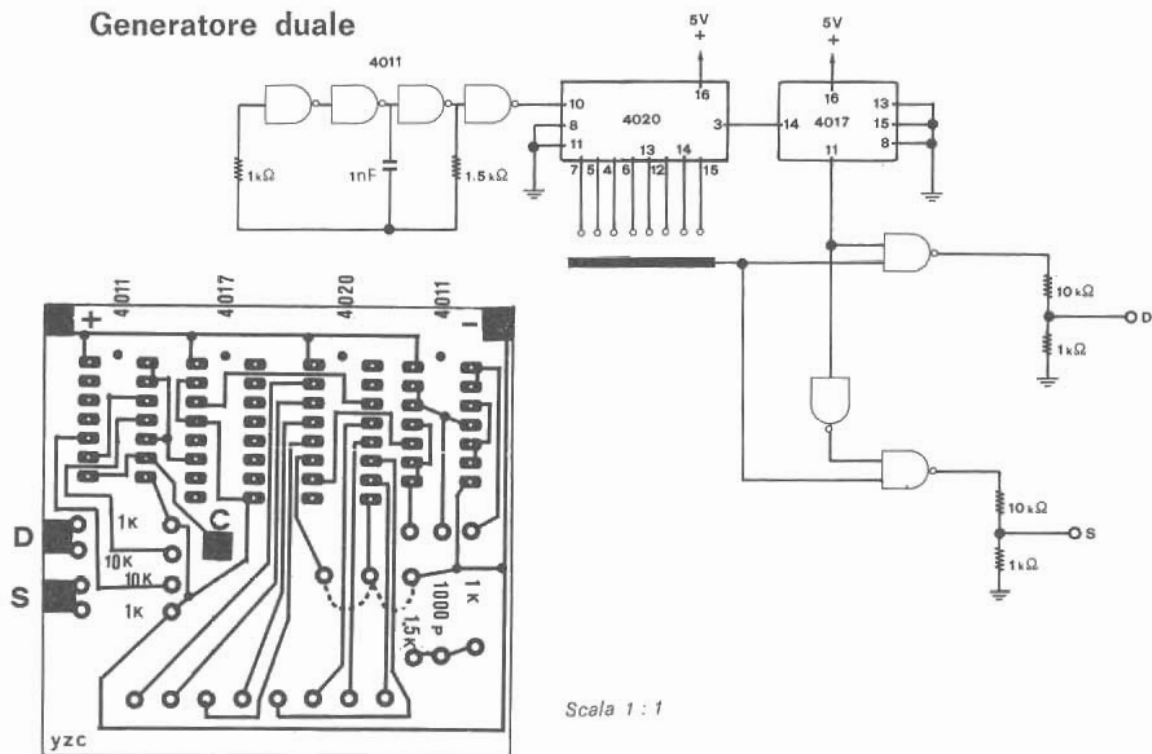 Generatore duale
4011
1kΩ
1nF
1.5kΩ
5V
+
16
10
8
11
4020
3
7
5
4
6
13
12
14
15
5V
+
16
14
4017
13
15
8
11
10kΩ
1kΩ
D
10kΩ
1kΩ
S
4011
4017
4020
4011
+
-
D
S
1K
10K
10K
1K
C
1.5K
1000 P
1K
yzc
Scala 1 : 1